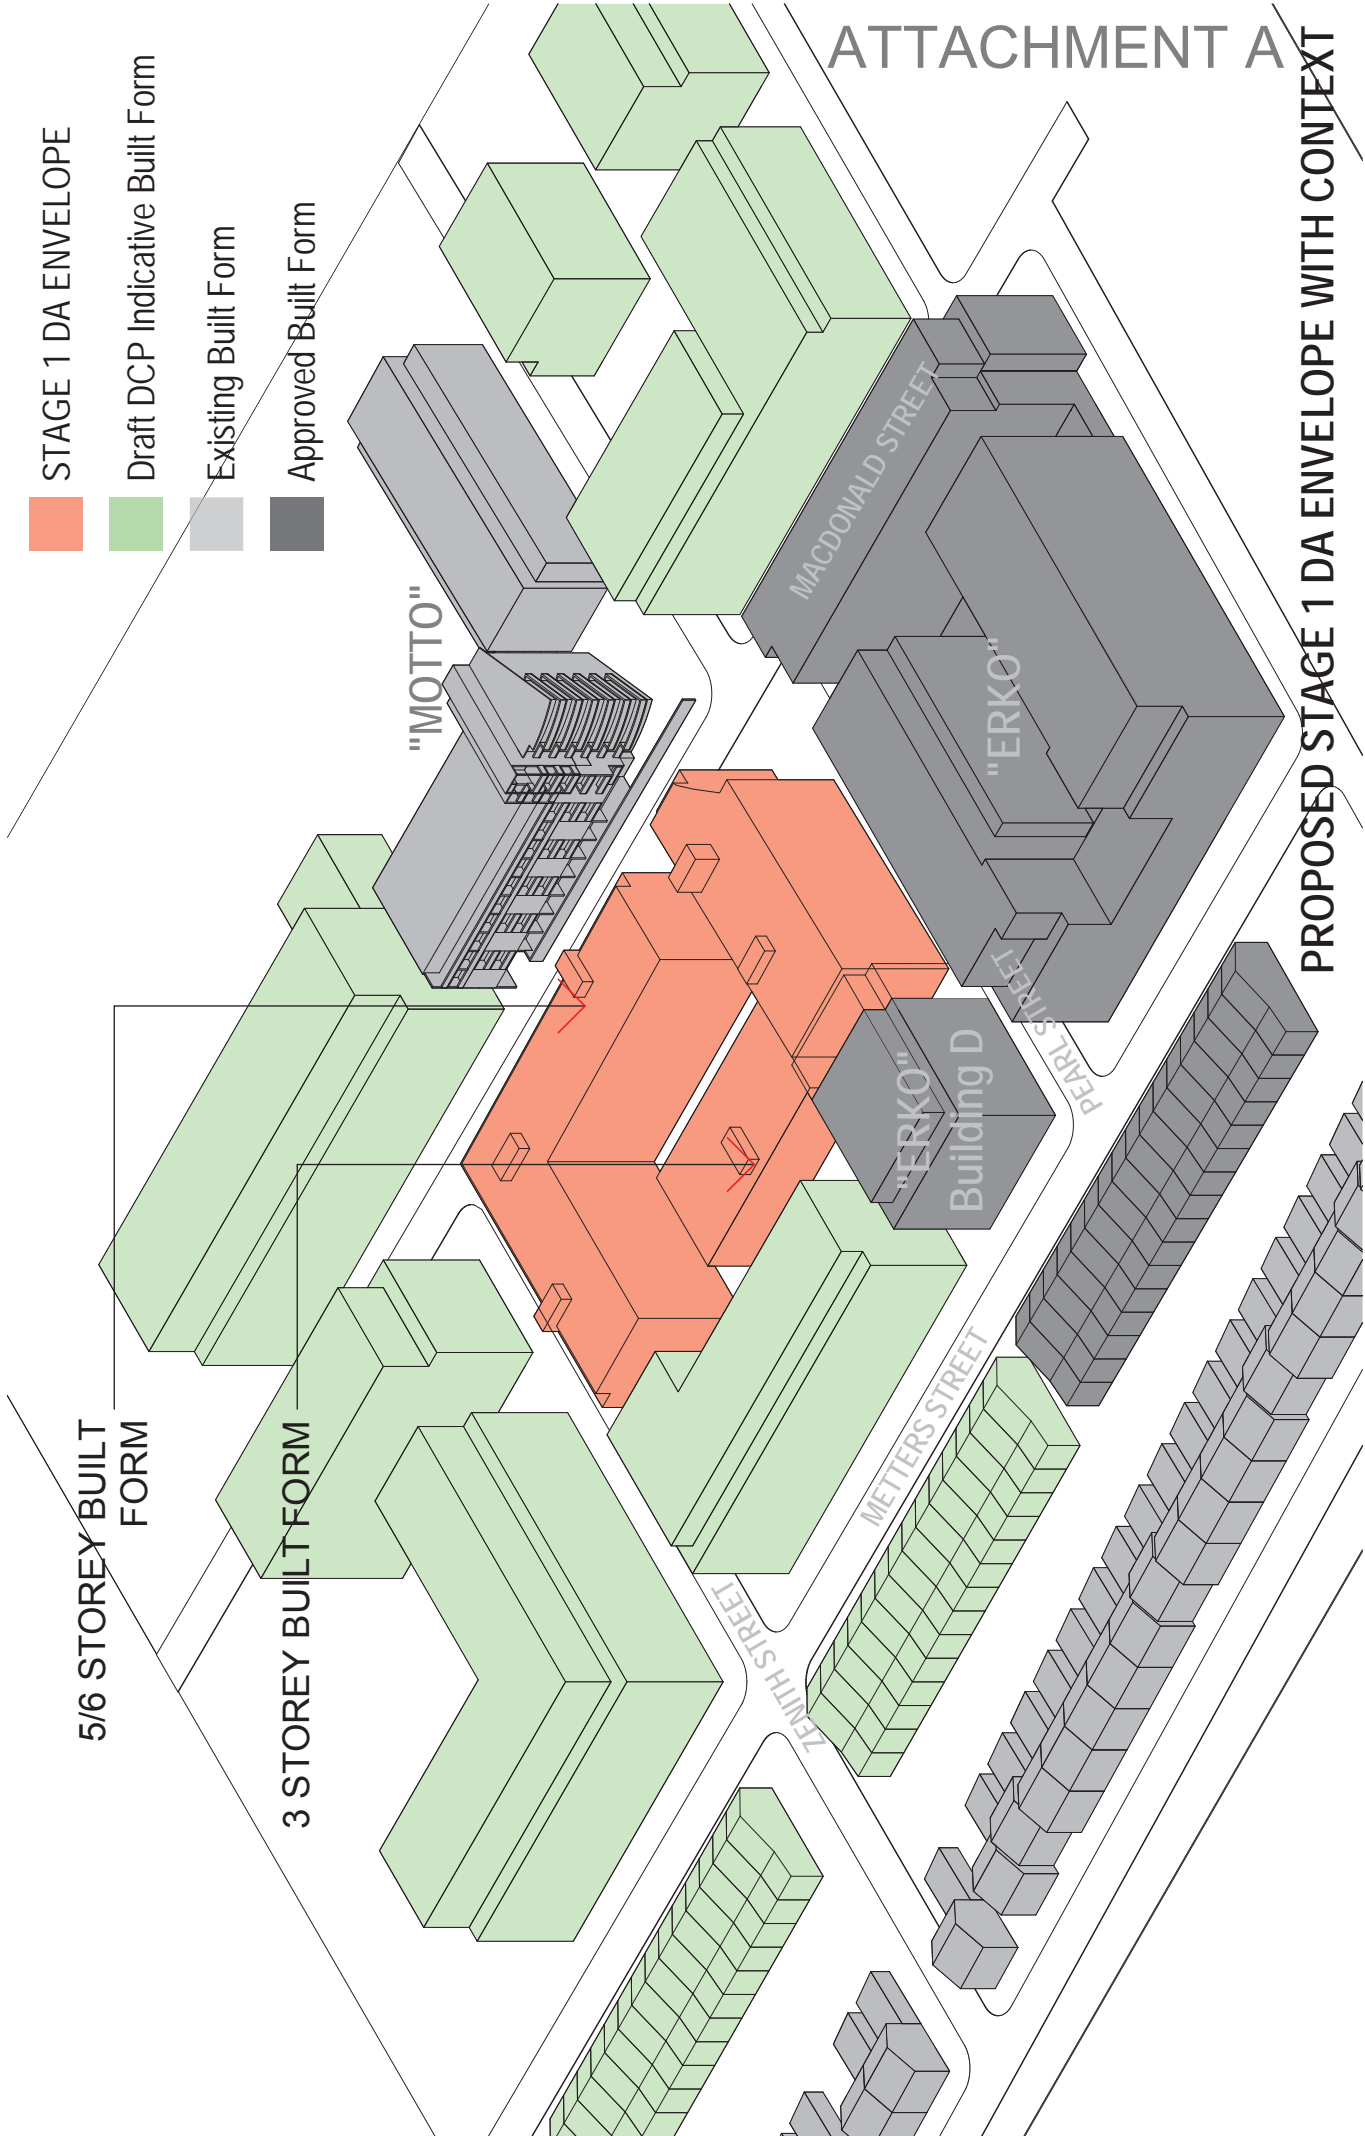 ATTACHMENT A
STAGE 1 DA ENVELOPE
Draft DCP Indicative Built Form
Existing Built Form
Approved Built Form
"MOTTO"
5/6 STOREY BUILT
FORM
3 STOREY BUILT FORM
MACDONALD STREET
"ERKO"
PEARL STREET
"ERKO"
Building D
METTERS STREET
ZENITH STREET
PROPOSED STAGE 1 DA ENVELOPE WITH CONTEXT